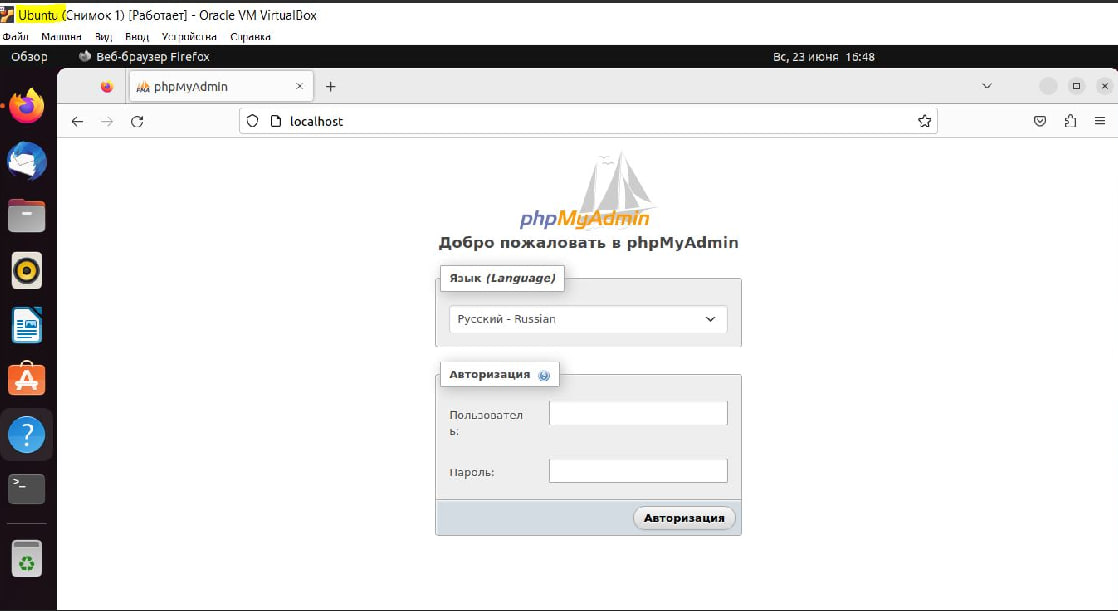 Ubuntu (Снимок 1) [Работает] - Oracle VM VirtualBox
Файл Машина Вид Ввод Устройства Справка
Обзор Веб-браузер Firefox Вс, 23 июня 16:48
phpMyAdmin
localhost
phpMyAdmin
Добро пожаловать в phpMyAdmin
Язык (Language)
Русский - Russian
Авторизация
Пользовател
ь:
Пароль:
Авторизация